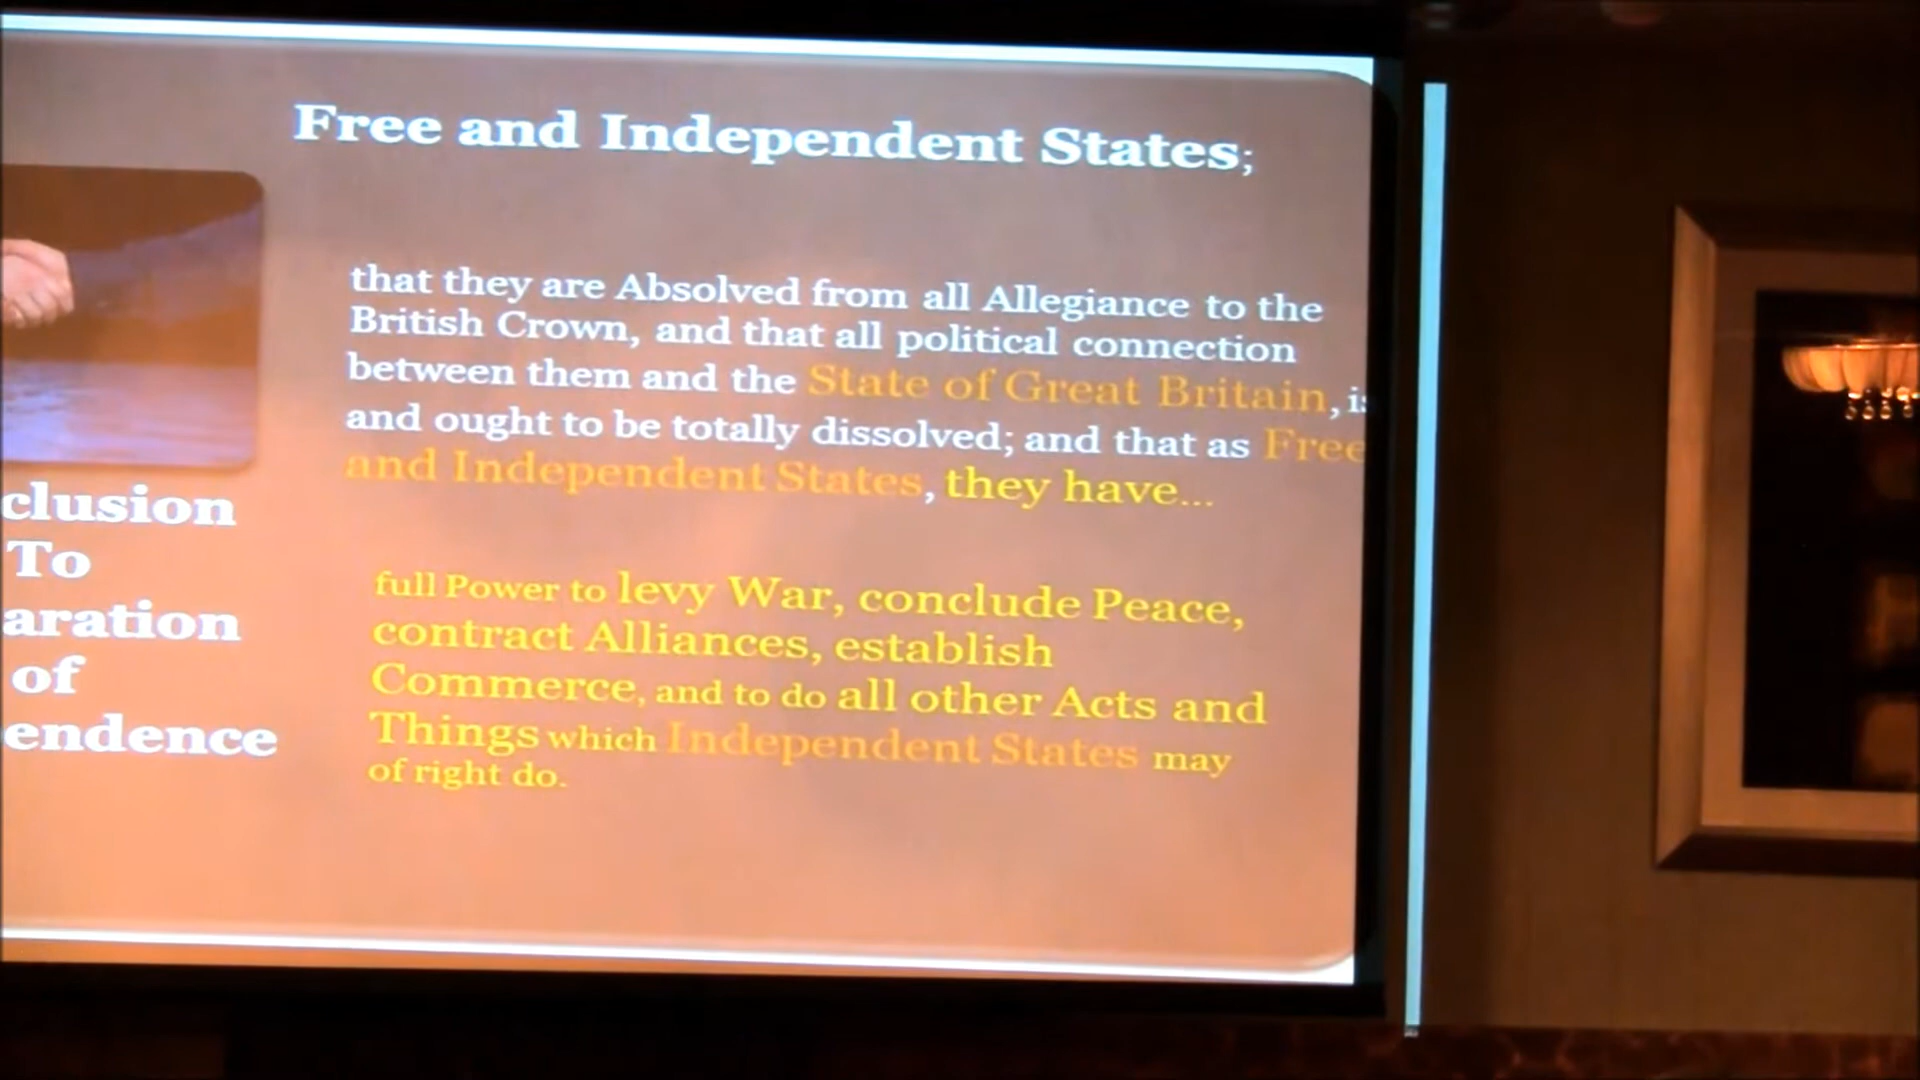 Free and Independent States;
that they are Absolved from all Allegiance to the
British Crown, and that all political connection
between them and the State of Great Britain, is
and ought to be totally dissolved; and that as Free
and Independent States, they have...
full Power to levy War, conclude Peace,
contract Alliances, establish
Commerce, and to do all other Acts and
Things which Independent States may
of right do.
clusion
To
aration
of
endence